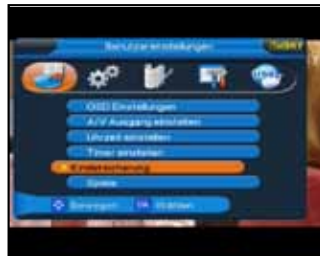 Benutzereinstellungen
OSD Einstellungen
A/V Ausgang einstellen
Uhrzeit einstellen
Timer einstellen
Kindersicherung
Spiele
Bewegen OK Wählen